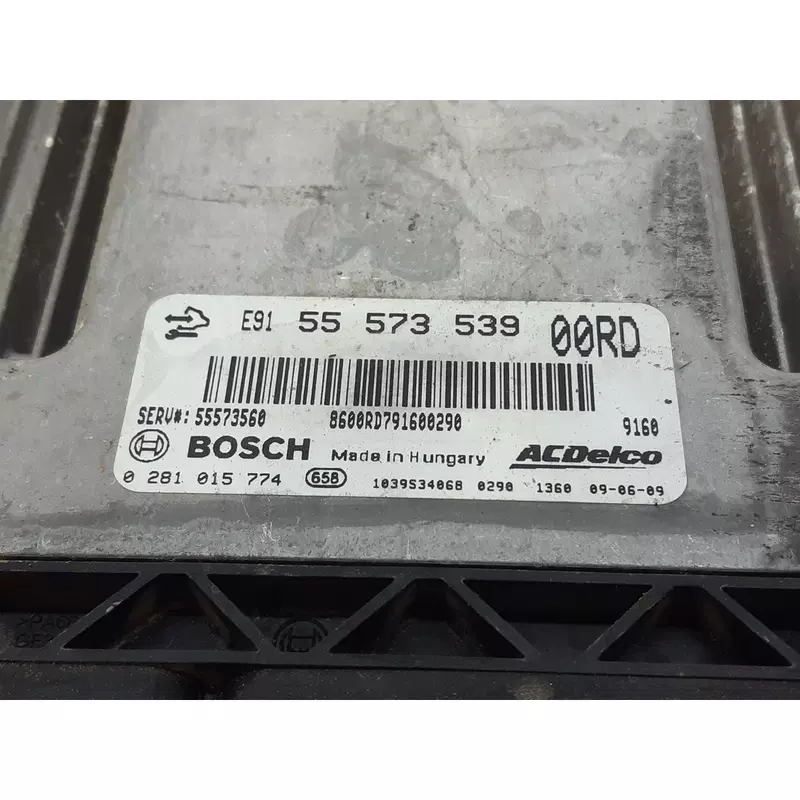 E91 55 573 539 00RD
SERV#: 55573560 8600RD791600290 9160
BOSCH Made in Hungary ACDelco
0 281 015 774 658 1039S34068 0290 1360 09-06-09
>PA6